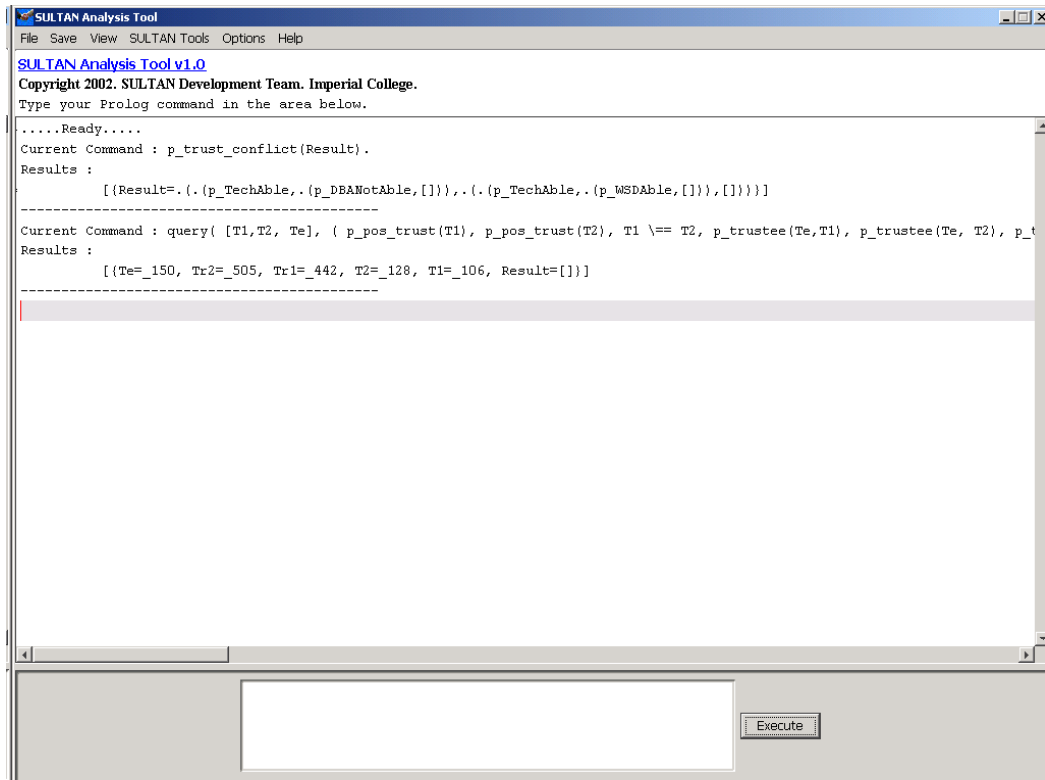 SULTAN Analysis Tool
File Save View SULTAN Tools Options Help
SULTAN Analysis Tool v1.0
Copyright 2002. SULTAN Development Team. Imperial College.
Type your Prolog command in the area below.
.....Ready.....
Current Command : p_trust_conflict(Result).
Results :
[{Result=.(.(p_TechAble,.(p_DBANotAble,[])),.(.(p_TechAble,.(p_WSDAble,[])),[]))}]
--------------------------------------------
Current Command : query( [T1,T2, Te], ( p_pos_trust(T1), p_pos_trust(T2), T1 \== T2, p_trustee(Te,T1), p_trustee(Te, T2), p_t
Results :
[{Te=_150, Tr2=_505, Tr1=_442, T2=_128, T1=_106, Result=[]}]
--------------------------------------------
Execute